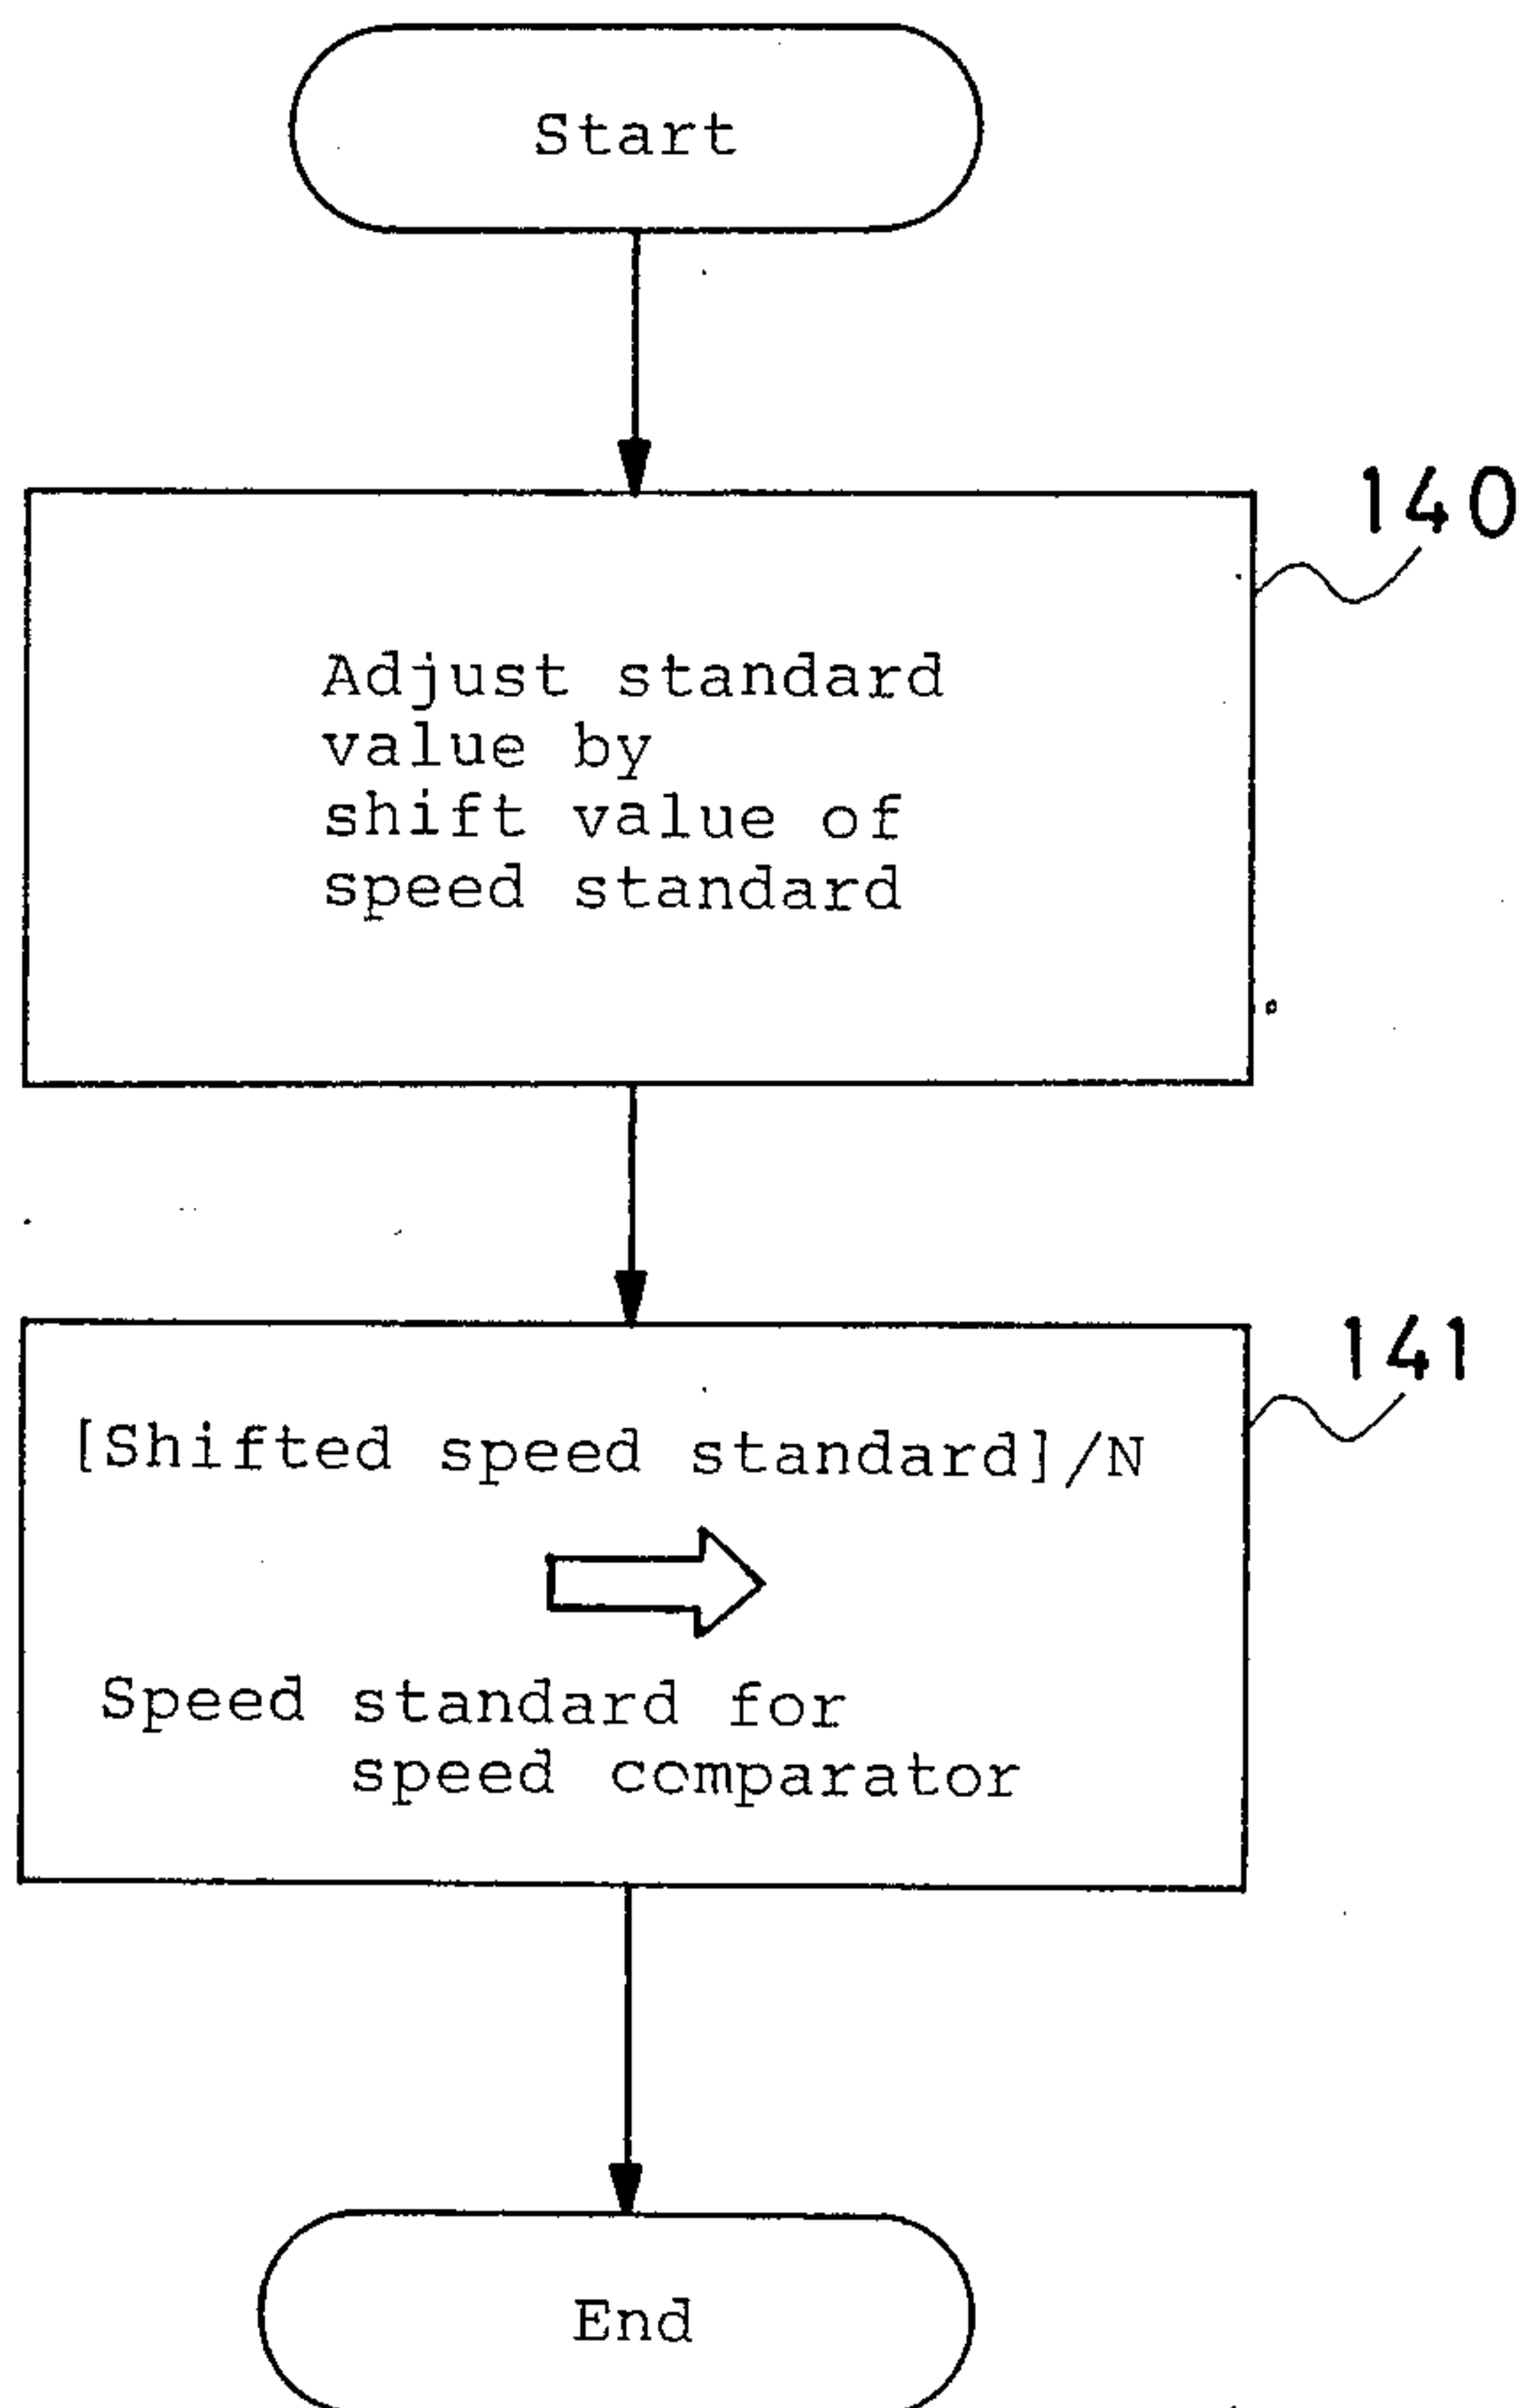 Start
140
Adjust standard
value by
shift value of
speed standard
141
[Shifted speed standard]/N
Speed standard for
speed comparator
End